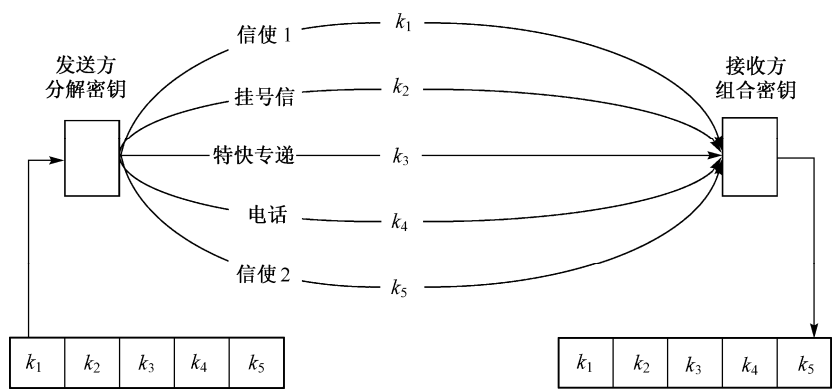 发送方
分解密钥
信使 1
k1
挂号信
k2
特快专递
k3
电话
k4
信使 2
k5
接收方
组合密钥
k1 k2 k3 k4 k5
k1 k2 k3 k4 k5